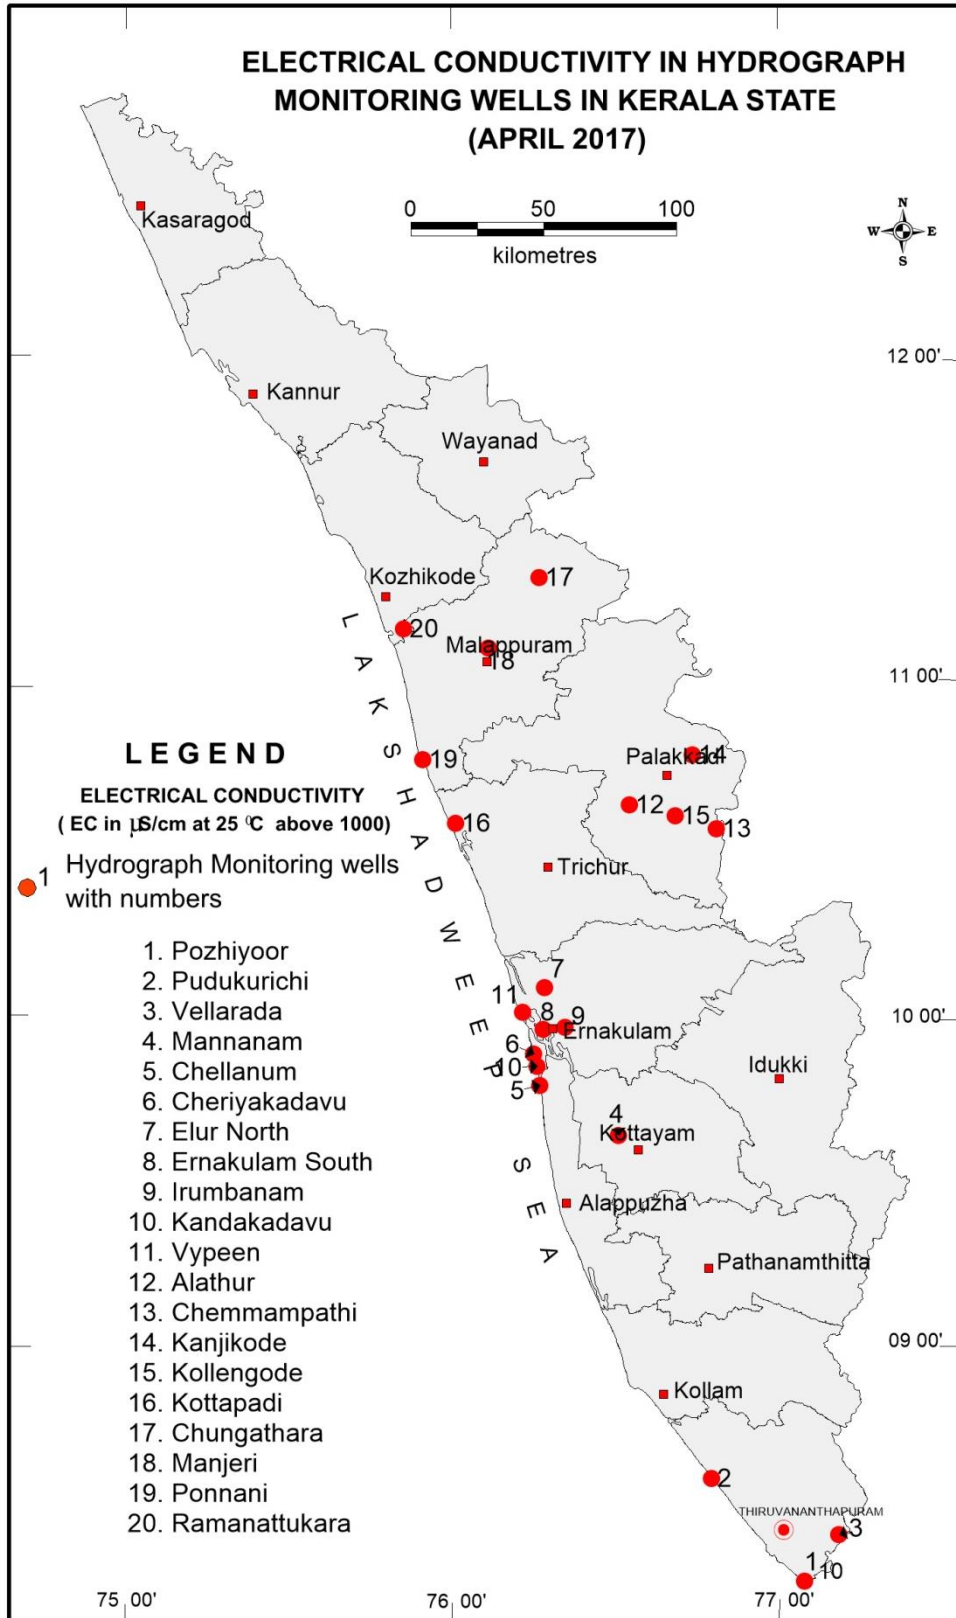 ELECTRICAL CONDUCTIVITY IN HYDROGRAPH
MONITORING WELLS IN KERALA STATE
(APRIL 2017)
0 50 100
kilometres
N
W E
S
Kasaragod
12 00'
Kannur
Wayanad
Kozhikode
17
20
Malappuram
18
11 00'
19
Palakkad
14
12
15
13
16
Trichur
LAKSHADWEEP SEA
LEGEND
ELECTRICAL CONDUCTIVITY
( EC in µS/cm at 25 ⁰C above 1000)
1 Hydrograph Monitoring wells
with numbers
1. Pozhiyoor
2. Pudukurichi
3. Vellarada
4. Mannanam
5. Chellanum
6. Cheriyakadavu
7. Elur North
8. Ernakulam South
9. Irumbanam
10. Kandakadavu
11. Vypeen
12. Alathur
13. Chemmampathi
14. Kanjikode
15. Kollengode
16. Kottapadi
17. Chungathara
18. Manjeri
19. Ponnani
20. Ramanattukara
7
11
8
9
10 00'
Ernakulam
6
10
5
Idukki
4
Kottayam
Alappuzha
Pathanamthitta
09 00'
Kollam
2
THIRUVANANTHAPURAM
3
1
10
75 00' 76 00' 77 00'